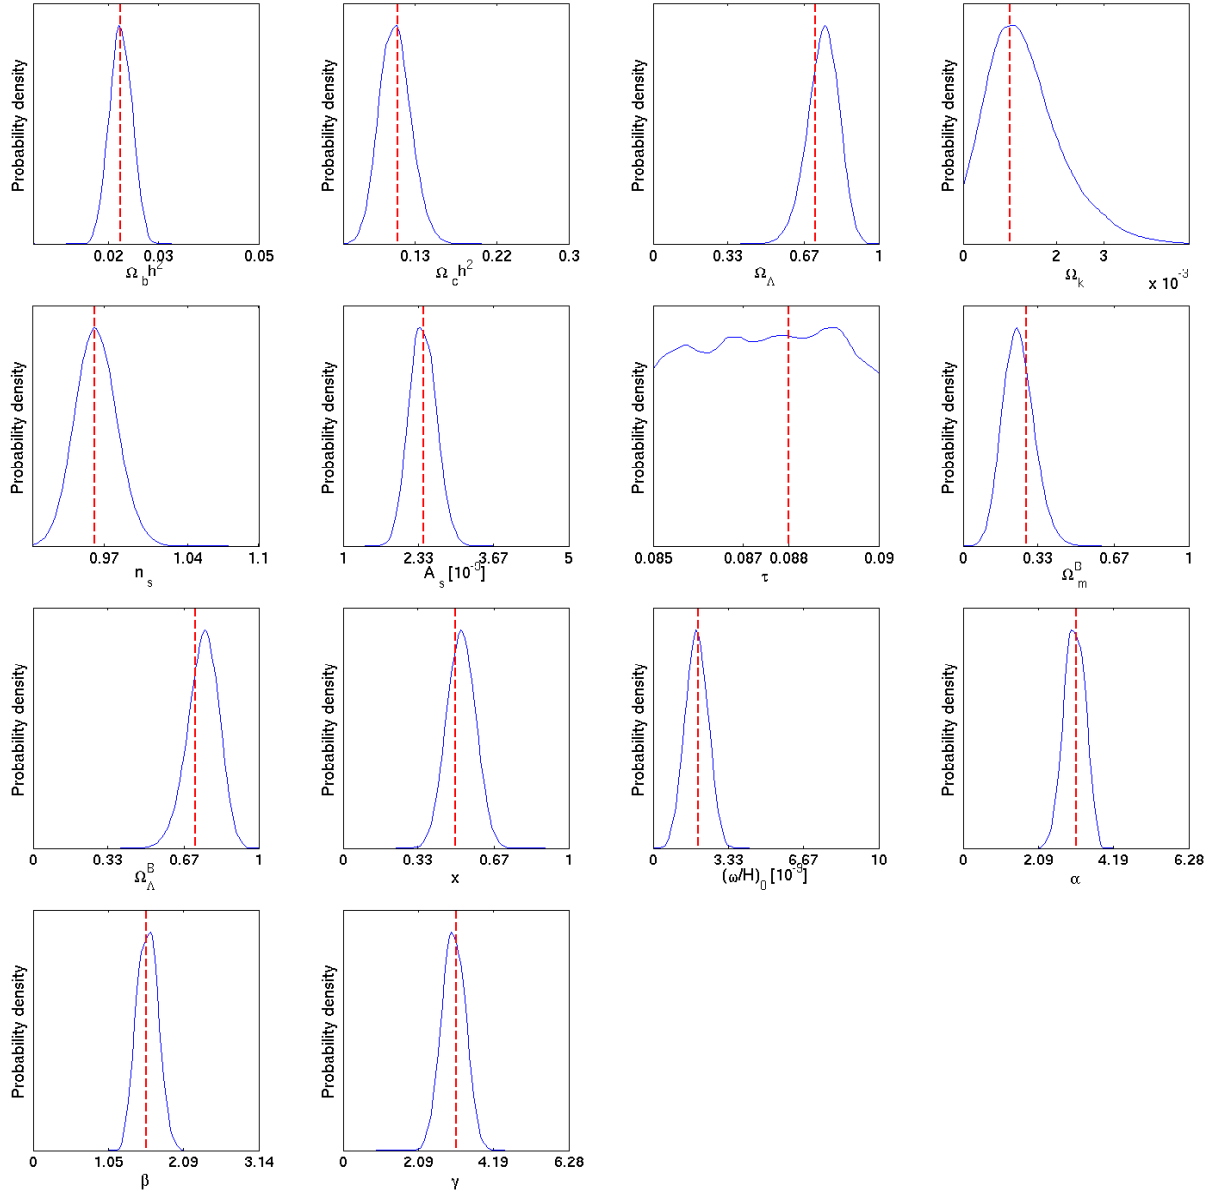 Probability density
0.02 0.03 0.05
Ω_b h²
Probability density
0.13 0.22 0.3
Ω_c h²
Probability density
0 0.33 0.67 1
Ω_Λ
Probability density
0 2 3
Ω_k x 10⁻³
Probability density
0.97 1.04 1.1
n_s
Probability density
1 2.33 3.67 5
A_s [10⁻⁹]
Probability density
0.085 0.087 0.088 0.09
τ
Probability density
0 0.33 0.67 1
Ω_m^B
Probability density
0 0.33 0.67 1
Ω_Λ^B
Probability density
0 0.33 0.67 1
x
Probability density
0 3.33 6.67 10
(ω/H)_0 [10⁻⁹]
Probability density
0 2.09 4.19 6.28
α
Probability density
0 1.05 2.09 3.14
β
Probability density
0 2.09 4.19 6.28
γ